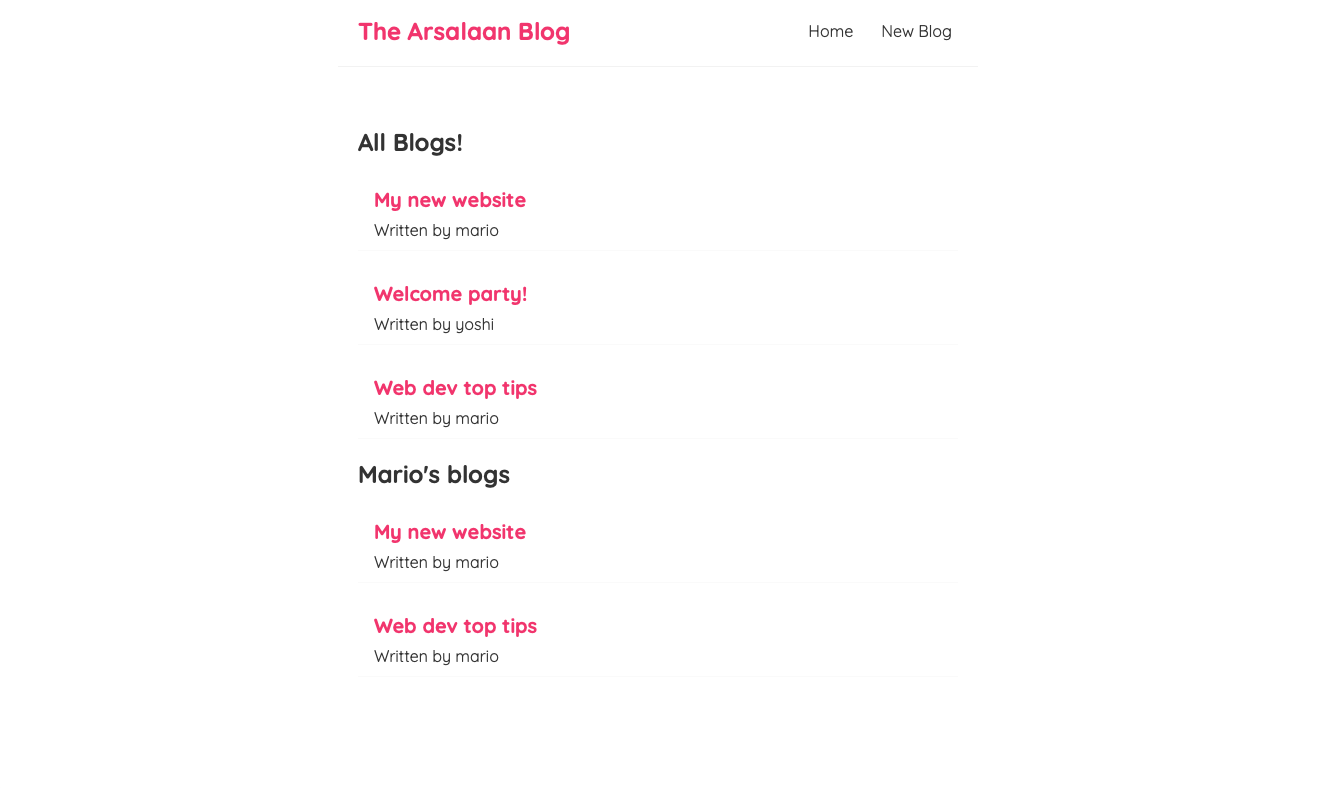 The Arsalaan Blog
Home New Blog
All Blogs!
My new website
Written by mario
Welcome party!
Written by yoshi
Web dev top tips
Written by mario
Mario's blogs
My new website
Written by mario
Web dev top tips
Written by mario